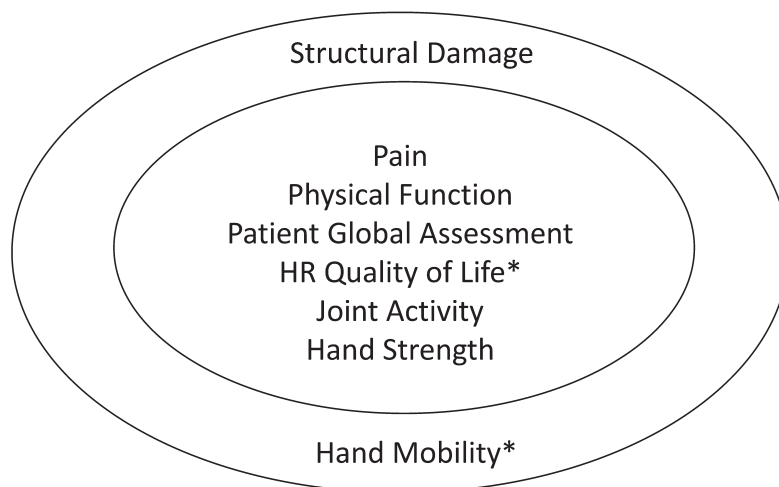 Structural Damage
Pain
Physical Function
Patient Global Assessment
HR Quality of Life*
Joint Activity
Hand Strength
Hand Mobility*